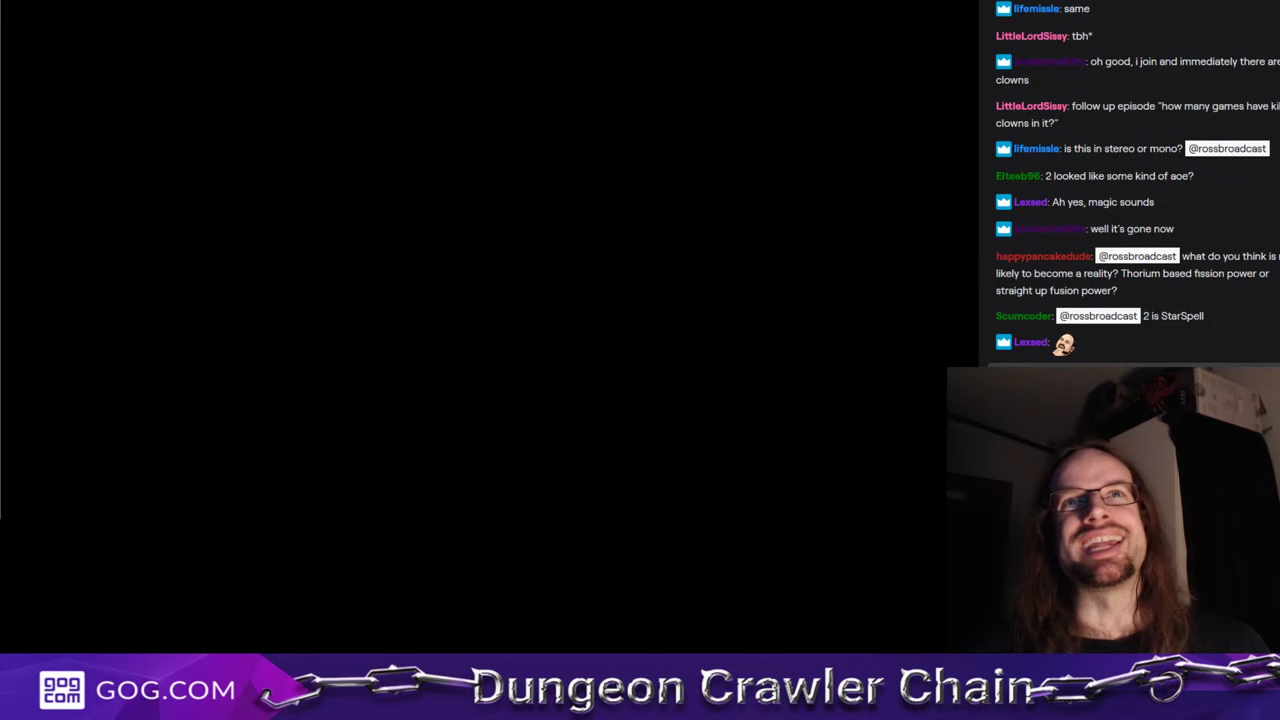 lifemissle: same
LittleLordSissy: tbh*
: oh good, i join and immediately there are
clowns
LittleLordSissy: follow up episode "how many games have kil
clowns in it?"
lifemissle: is this in stereo or mono? @rossbroadcast
Elteeb96: 2 looked like some kind of aoe?
Lexsed: Ah yes, magic sounds
: well it's gone now
happypancakedude: @rossbroadcast what do you think is
likely to become a reality? Thorium based fission power or
straight up fusion power?
Scumcoder: @rossbroadcast 2 is StarSpell
Lexsed:
gog
com
GOG.COM
Dungeon Crawler Chain